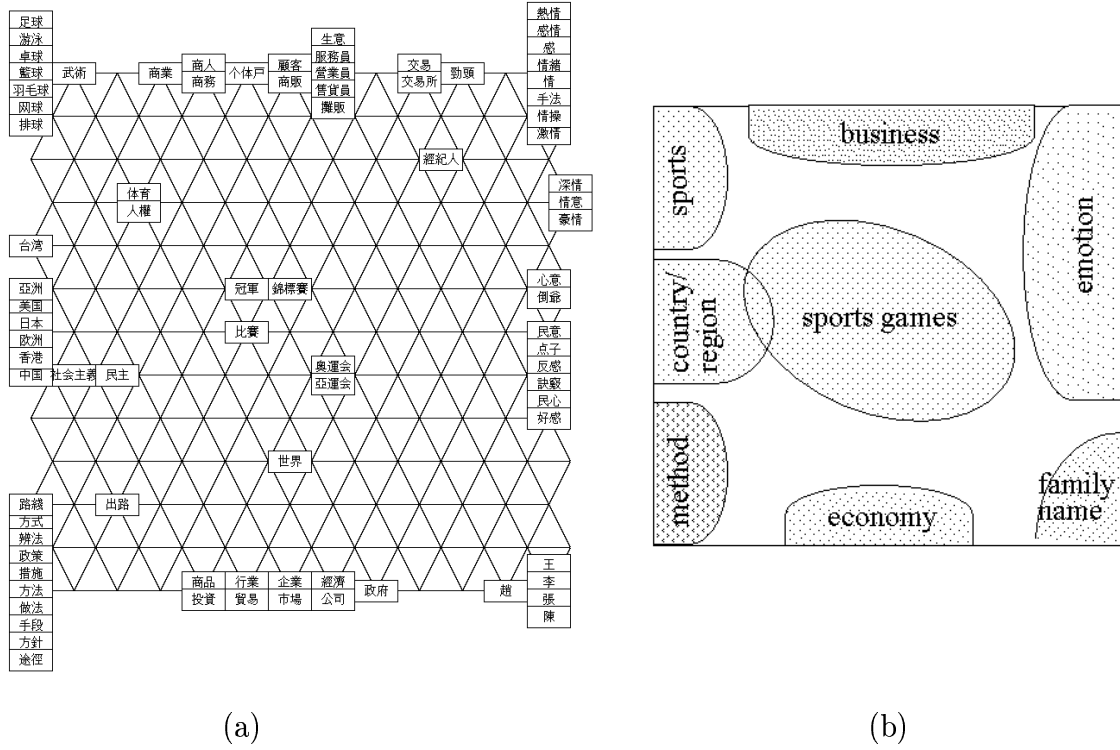 足球
游泳
卓球
籃球
羽毛球
网球
排球
武術
商業
商人
商務
个体戸
顧客
商販
生意
服務員
營業員
售貨員
攤販
交易
交易所
勁頭
熱情
感情
感
情緒
情
手法
情操
激情
經紀人
深情
情意
豪情
体育
人權
台湾
亞洲
美国
日本
欧洲
香港
中国
社会主義
民主
冠軍
錦標賽
比賽
奧運会
亞運会
心意
倒爺
民意
点子
反感
訣竅
民心
好感
世界
路綫
方式
辨法
政策
措施
方法
做法
手段
方針
途徑
出路
商品
投資
行業
貿易
企業
市場
經濟
公司
政府
趙
王
李
張
陳
(a)
sports
business
emotion
country/
region
sports games
method
economy
family
name
(b)